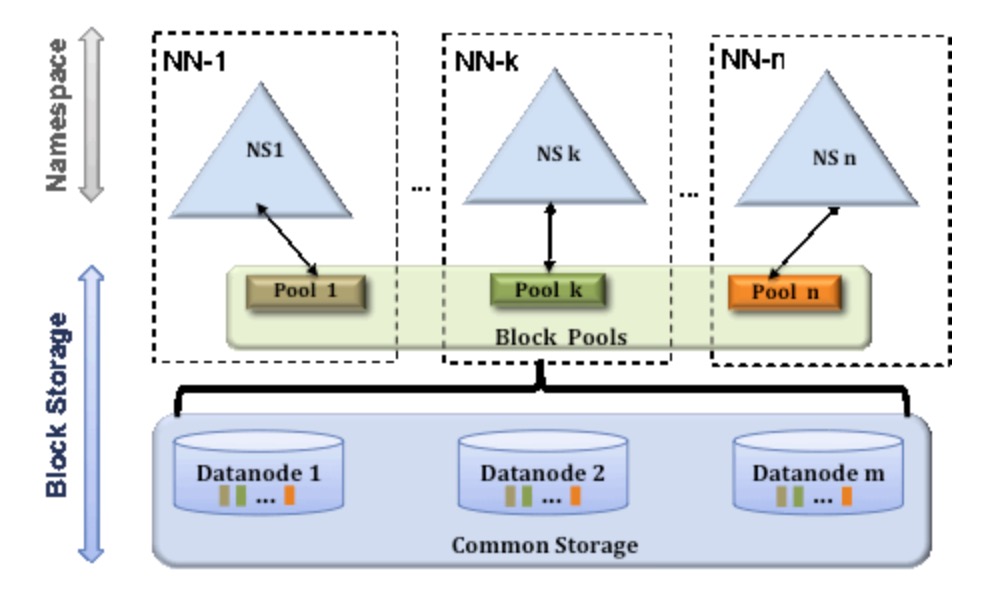 Namespace
NN-1
NN-k
NN-n
NS1
NS k
NS n
...
...
Pool 1
Pool k
Pool n
Block Pools
Block Storage
Datanode 1
...
Datanode 2
...
Datanode m
...
Common Storage